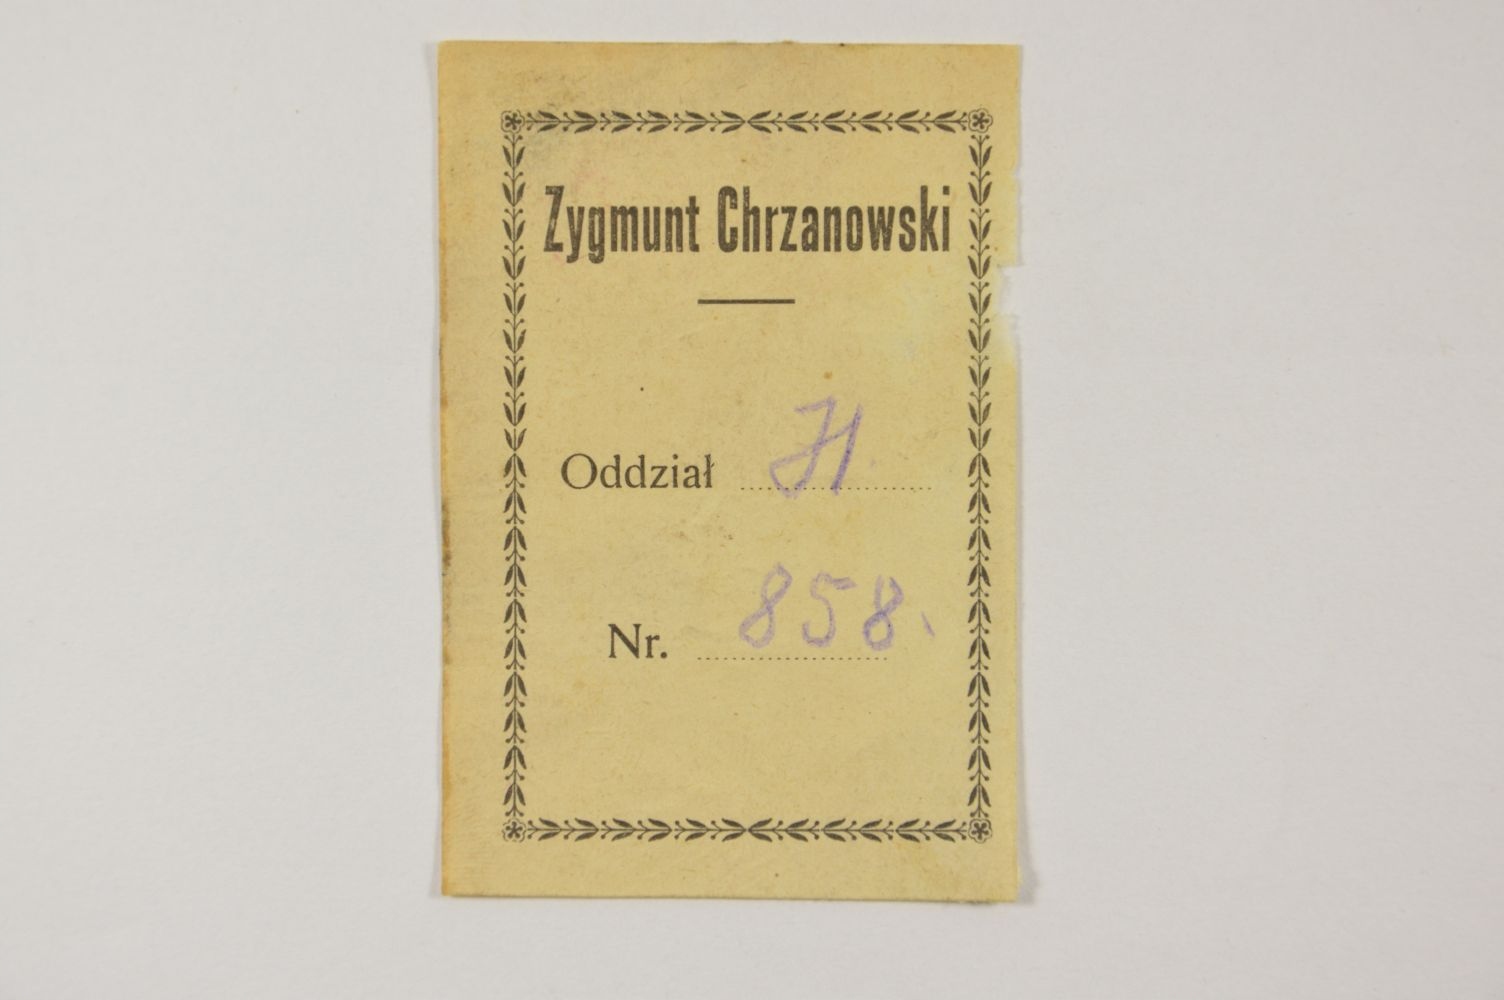 Zygmunt Chrzanowski
Oddział H.
Nr. 858.